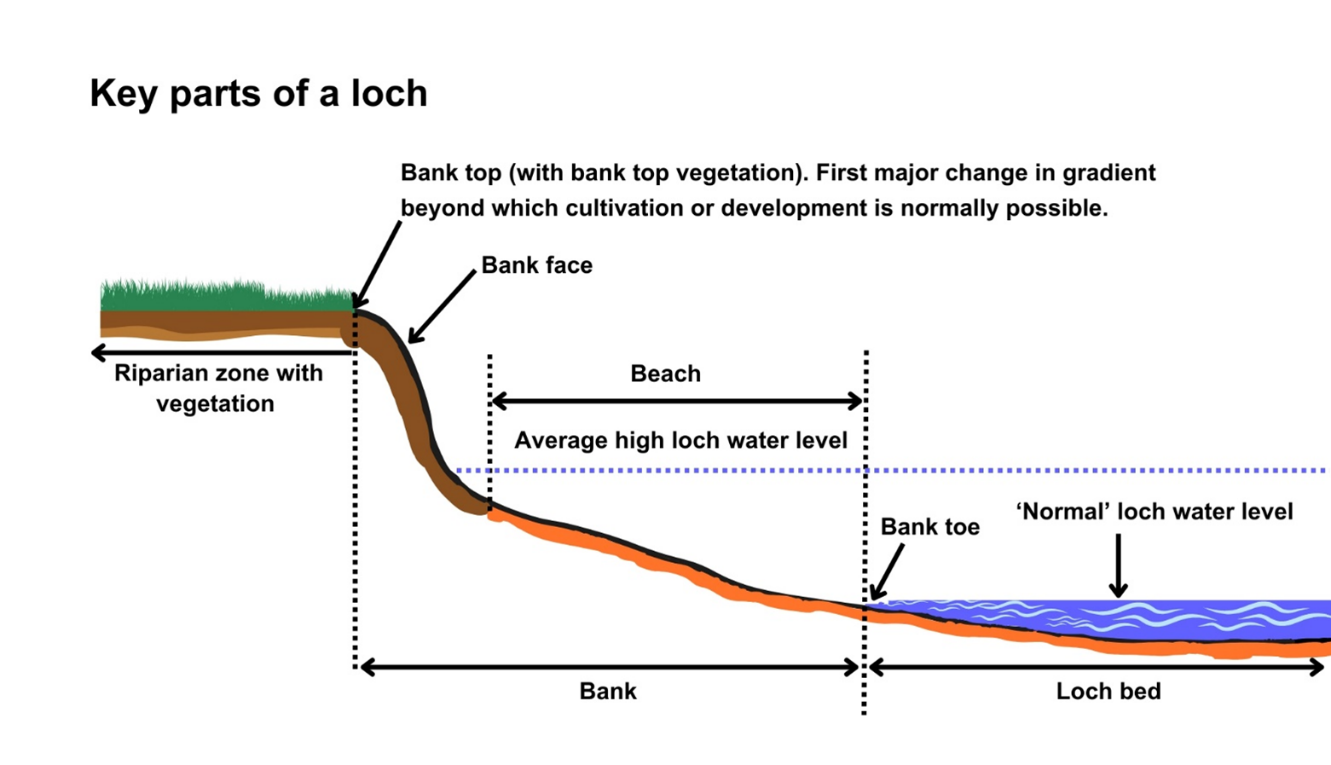 Key parts of a loch
Bank top (with bank top vegetation). First major change in gradient
beyond which cultivation or development is normally possible.
Bank face
Riparian zone with
vegetation
Beach
Average high loch water level
‘Normal’ loch water level
Bank toe
Bank
Loch bed